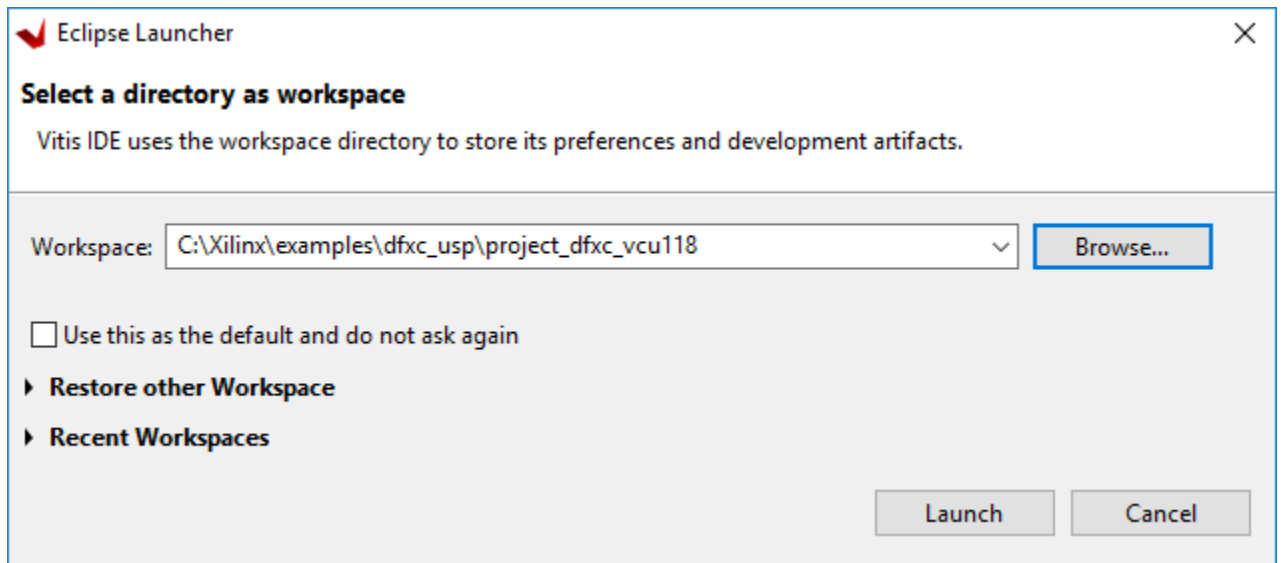 Eclipse Launcher
Select a directory as workspace
Vitis IDE uses the workspace directory to store its preferences and development artifacts.
Workspace: C:\Xilinx\examples\dfxc_usp\project_dfxc_vcu118 Browse...
Use this as the default and do not ask again
Restore other Workspace
Recent Workspaces
Launch Cancel